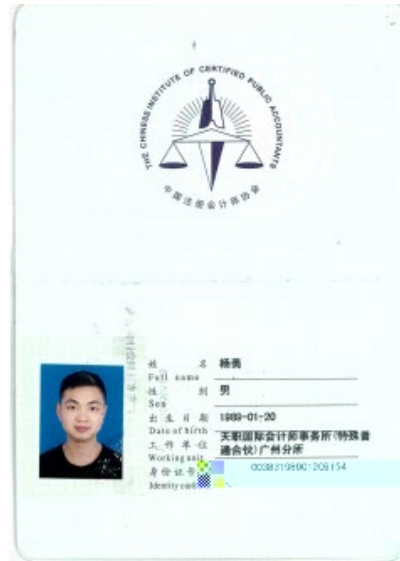 THE CHINESE INSTITUTE OF CERTIFIED PUBLIC ACCOUNTANTS
中国注册会计师协会
姓 名 杨勇
Full name
性 别 男
Sex
出生日期 1989-01-20
Date of birth
工作单位 天职国际会计师事务所(特殊普
通合伙)广州分所
Working unit
身份证号
Identity card